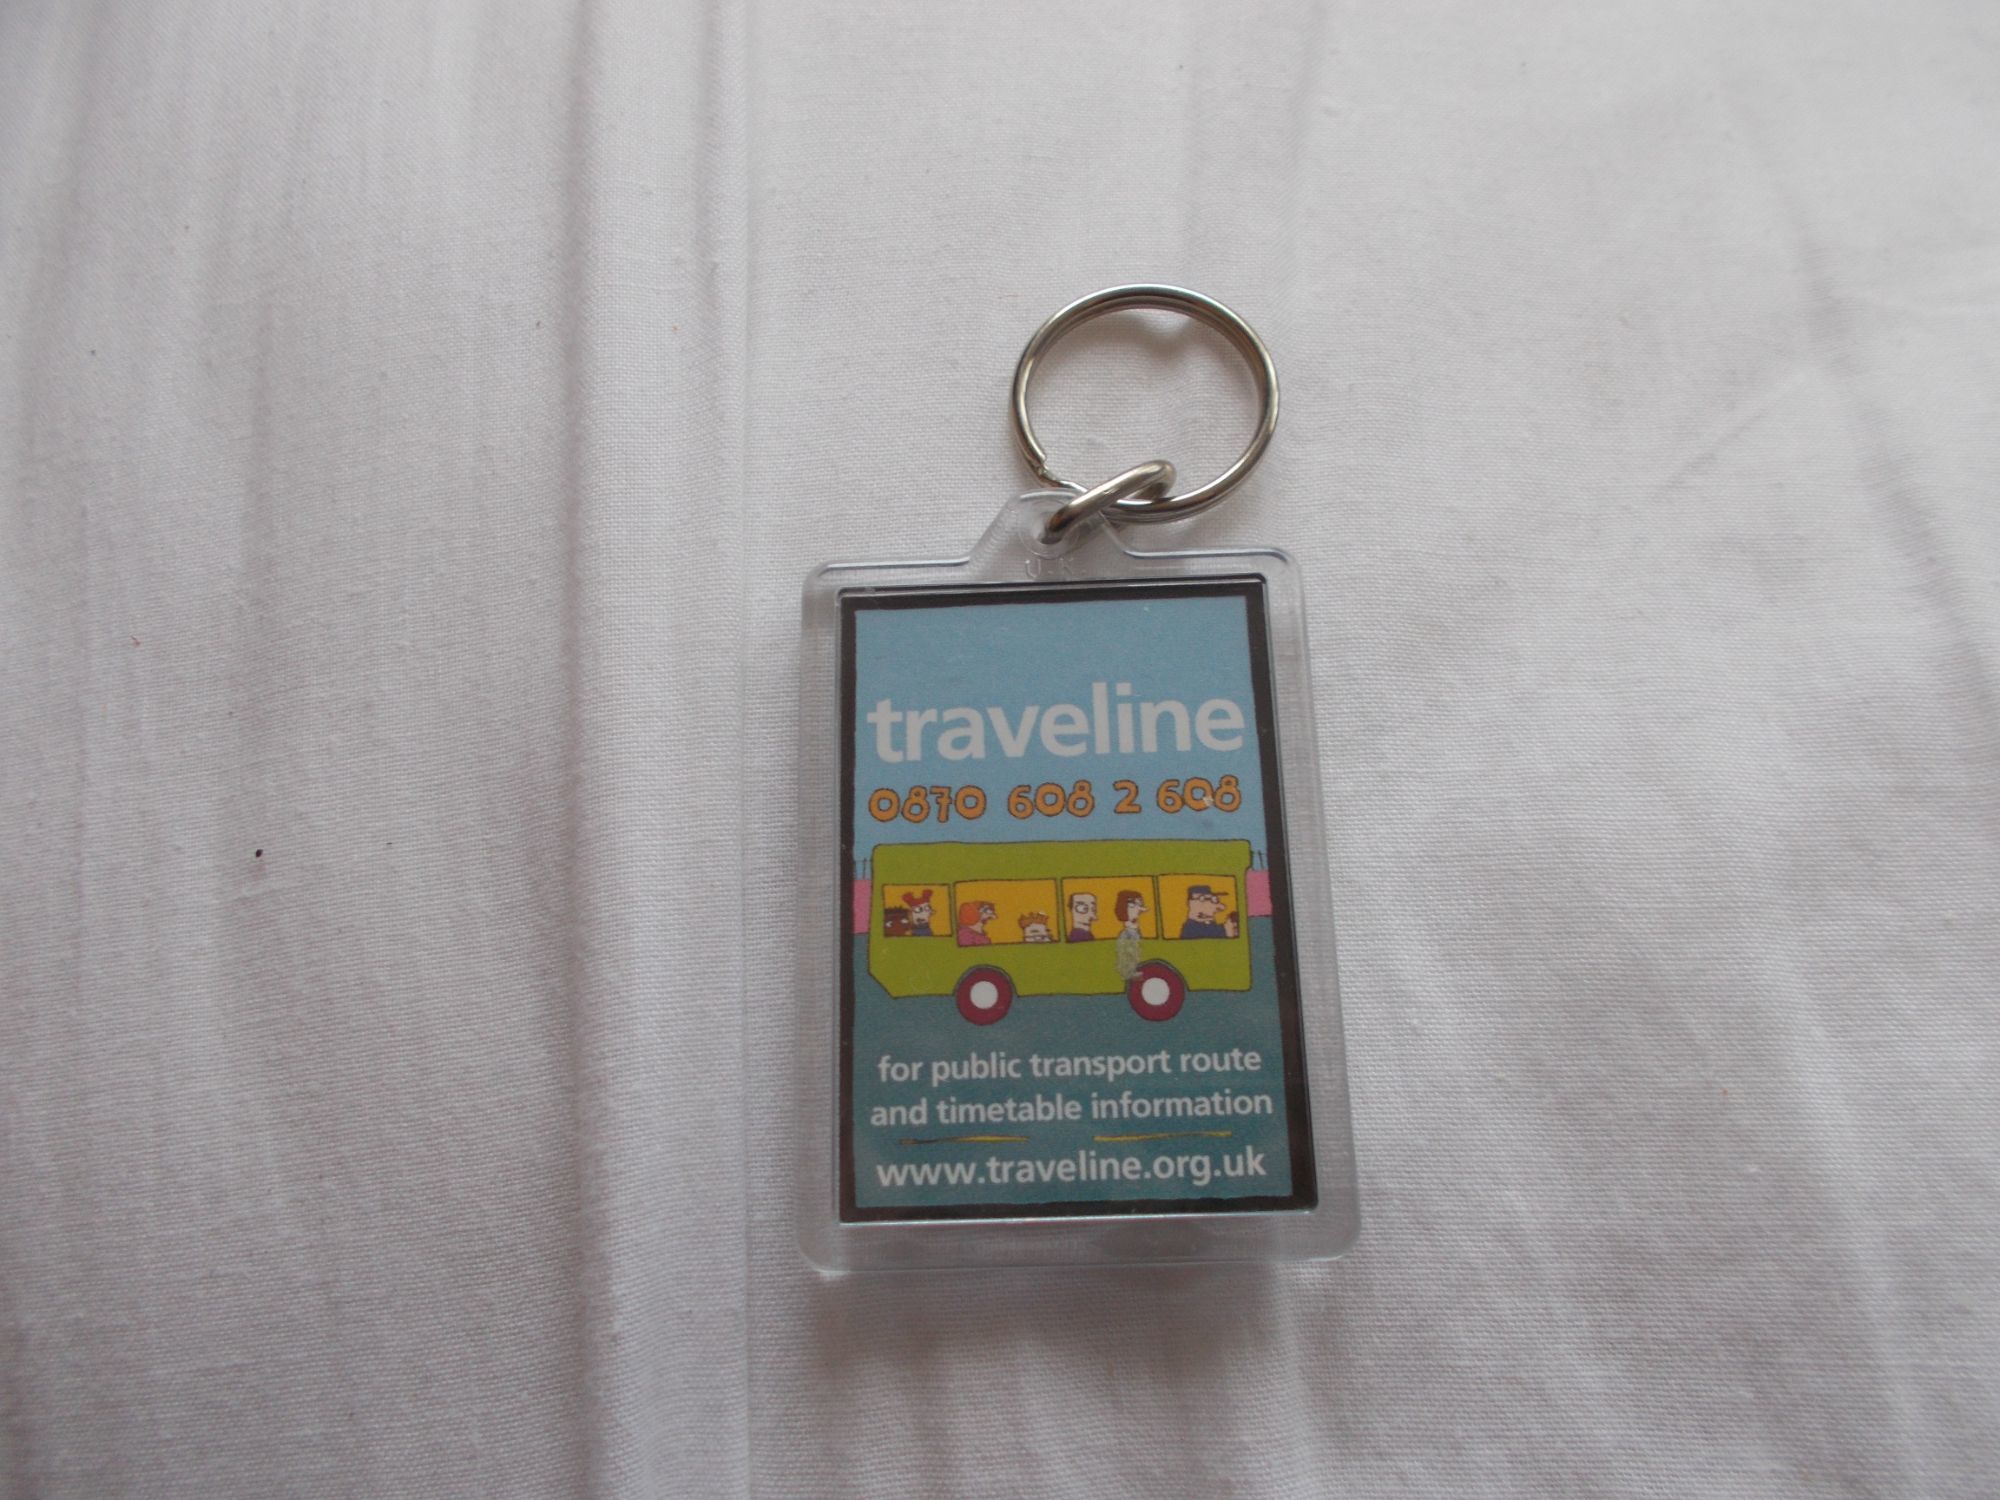 U.K.
traveline
0870 608 2 608
for public transport route
and timetable information
www.traveline.org.uk